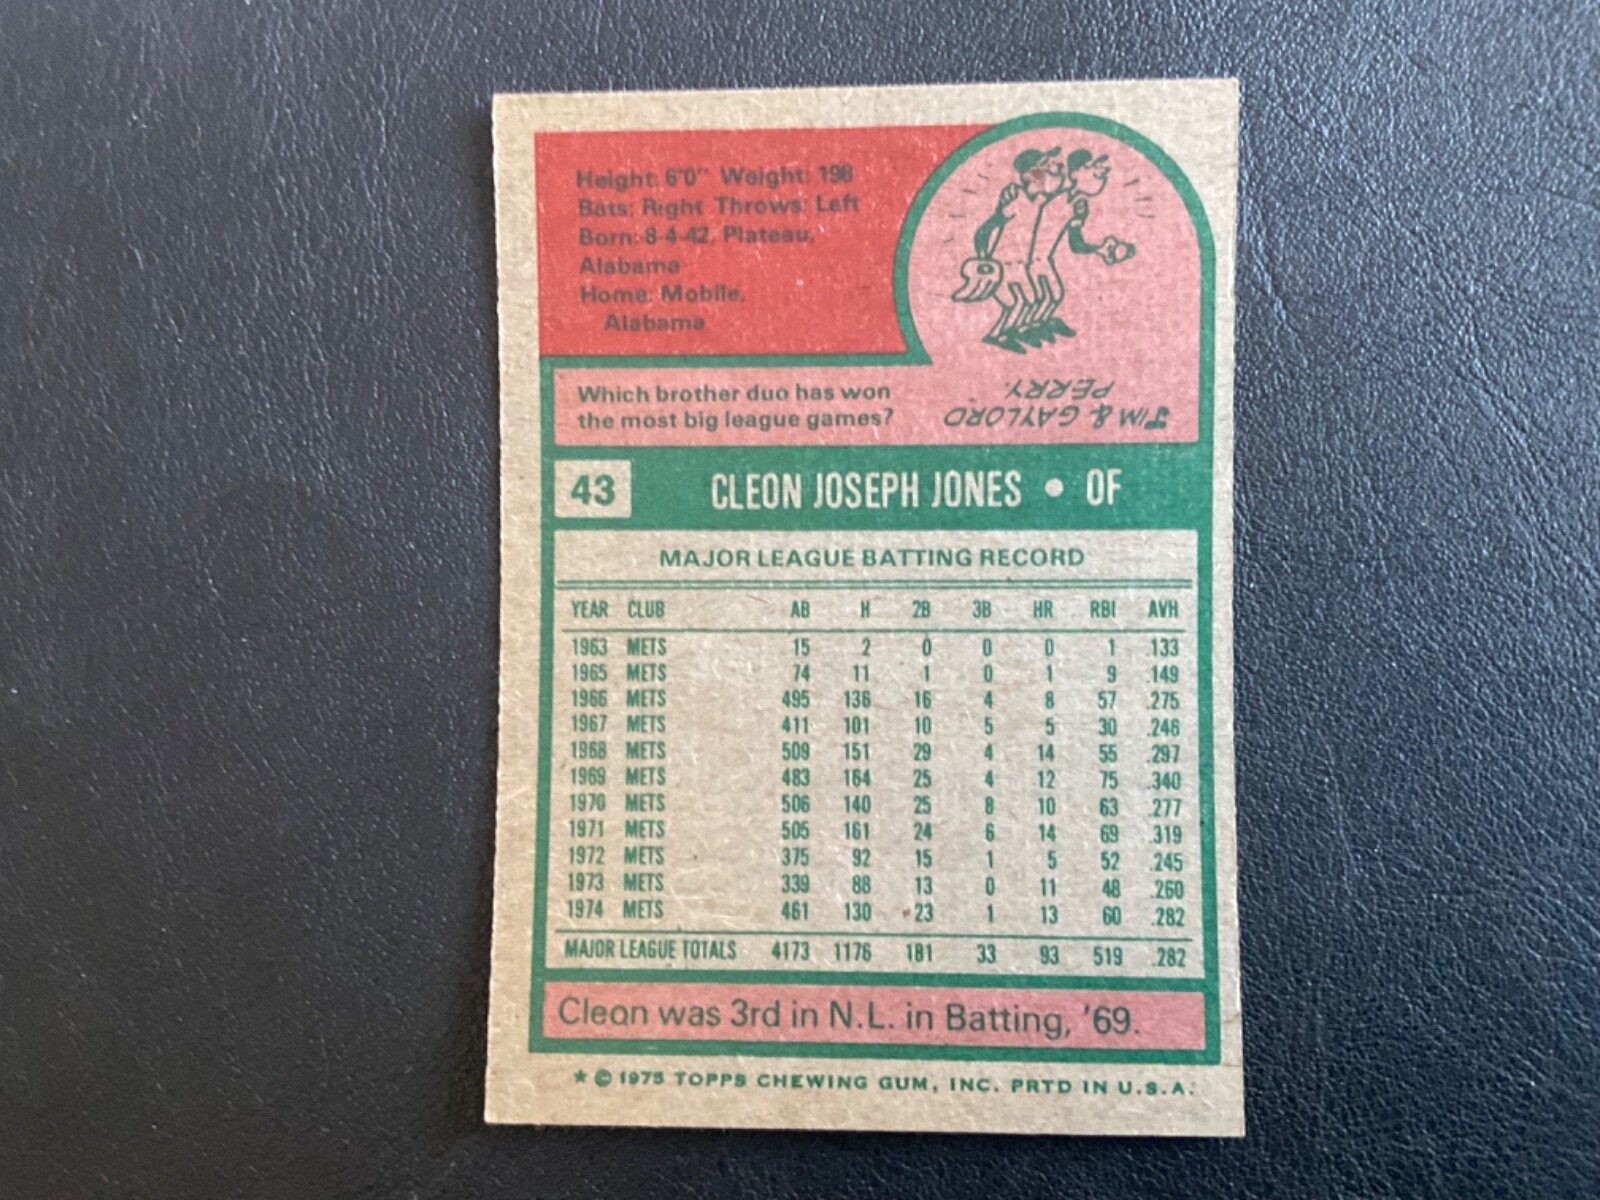 Height: 6'0" Weight: 198
Bats: Right Throws: Left
Born: 8-4-42, Plateau,
Alabama
Home: Mobile,
Alabama
Which brother duo has won
the most big league games?
JIM & GAYLORD
PERRY.
43 CLEON JOSEPH JONES • OF
MAJOR LEAGUE BATTING RECORD
YEAR CLUB AB H 2B 3B HR RBI AVH
1963 METS 15 2 0 0 0 1 .133
1965 METS 74 11 1 0 1 9 .149
1966 METS 495 136 16 4 8 57 .275
1967 METS 411 101 10 5 5 30 .246
1968 METS 509 151 29 4 14 55 .297
1969 METS 483 164 25 4 12 75 .340
1970 METS 506 140 25 8 10 63 .277
1971 METS 505 161 24 6 14 69 .319
1972 METS 375 92 15 1 5 52 .245
1973 METS 339 88 13 0 11 48 .260
1974 METS 461 130 23 1 13 60 .282
MAJOR LEAGUE TOTALS 4173 1176 181 33 93 519 .282
Cleon was 3rd in N.L. in Batting, '69.
★ © 1975 TOPPS CHEWING GUM, INC. PRTD IN U.S.A.